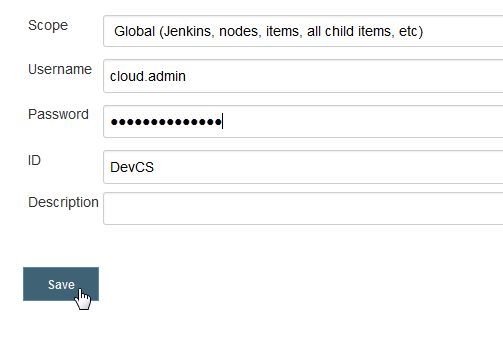 Scope
Global (Jenkins, nodes, items, all child items, etc)
Username
cloud.admin
Password
●●●●●●●●●●●●●●
ID
DevCS
Description
Save